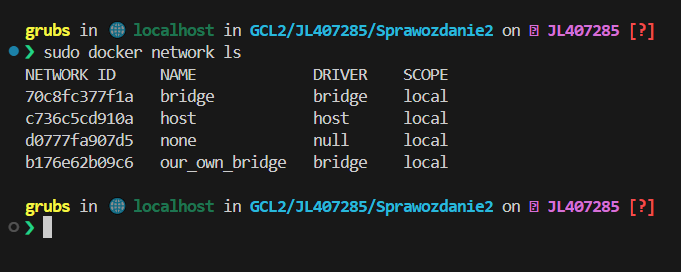 grubs in 🌐 localhost in GCL2/JL407285/Sprawozdanie2 on JL407285 [?]
❯ sudo docker network ls
NETWORK ID     NAME             DRIVER    SCOPE
70c8fc377f1a   bridge           bridge    local
c736c5cd910a   host             host      local
d0777fa907d5   none             null      local
b176e62b09c6   our_own_bridge   bridge    local
grubs in 🌐 localhost in GCL2/JL407285/Sprawozdanie2 on JL407285 [?]
❯